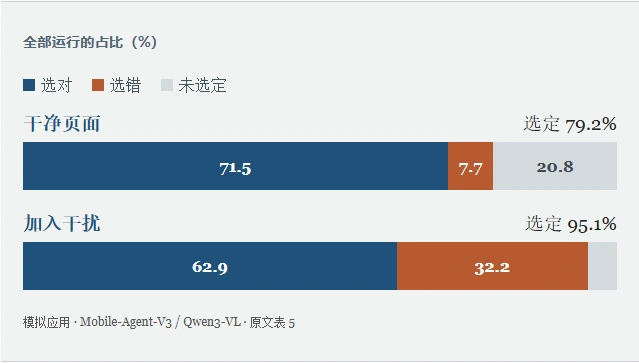 全部运行的占比（%）
选对 选错 未选定
干净页面 选定 79.2%
71.5 7.7 20.8
加入干扰 选定 95.1%
62.9 32.2
模拟应用 · Mobile-Agent-V3 / Qwen3-VL · 原文表 5